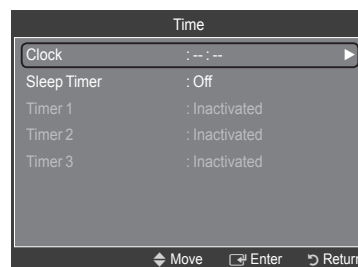 Time
Clock : -- : --
Sleep Timer : Off
Timer 1 : Inactivated
Timer 2 : Inactivated
Timer 3 : Inactivated
Move Enter Return